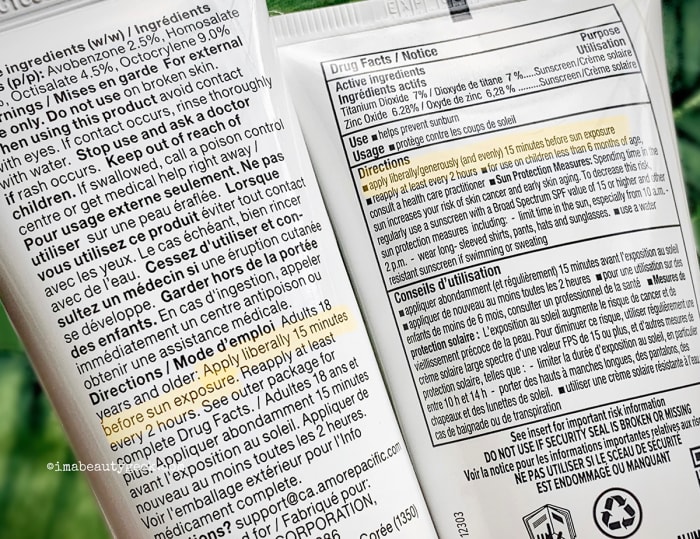 ingredients (w/w) / Ingrédients
(p/p): Avobenzone 2.5%, Homosalate
Octisalate 4.5%, Octocrylene 9.0%
/ Mises en garde For external
only. Do not use on broken skin.
When using this product avoid contact
with eyes. If contact occurs, rinse thoroughly
with water. Stop use and ask a doctor
if rash occurs. Keep out of reach of
children. If swallowed, call a poison control
centre or get medical help right away /
Pour usage externe seulement. Ne pas
utiliser sur une peau éraflée. Lorsque
vous utilisez ce produit éviter tout contact
avec les yeux. Le cas échéant, bien rincer
avec de l'eau. Cessez d'utiliser et con-
sultez un médecin si une éruption cutanée
se développe. Garder hors de la portée
des enfants. En cas d'ingestion, appeler
immédiatement un centre antipoison ou
obtenir une assistance médicale.
Directions / Mode d'emploi Adults 18
years and older: Apply liberally 15 minutes
before sun exposure. Reapply at least
every 2 hours. See outer package for
complete Drug Facts. / Adultes 18 ans et
plus: Appliquer abondamment 15 minutes
avant l'exposition au soleil. Appliquer de
nouveau au moins toutes les 2 heures.
Voir l'emballage extérieur pour l'Info
médicament complete.
support@ca.amorepacific.com
for / Fabriqué pour:
CORPORATION,
Corée (1350)
©imabeautygeek
Drug Facts / Notice
Active ingredients Purpose
Ingrédients actifs Utilisation
Titanium Dioxide 7% / Dioxyde de titane 7 %.....Sunscreen/Crème solaire
Zinc Oxide 6.28% / Oxyde de zinc 6.28 % ..........Sunscreen/Crème solaire
Use ■ helps prevent sunburn
Usage ■ protège contre les coups de soleil
Directions
■ apply liberally/generously (and evenly) 15 minutes before sun exposure
■ reapply at least every 2 hours ■ for use on children less than 6 months of age,
consult a health care practitioner ■ Sun Protection Measures: Spending time in the
sun increases your risk of skin cancer and early skin aging. To decrease this risk,
regularly use a sunscreen with a Broad Spectrum SPF value of 15 or higher and other
sun protection measures including: - limit time in the sun, especially from 10 a.m. -
2 p.m. - wear long- sleeved shirts, pants, hats and sunglasses. ■ use a water
resistant sunscreen if swimming or sweating
Conseils d'utilisation
■ appliquer abondamment (et régulièrement) 15 minutes avant l'exposition au soleil
■ appliquer de nouveau au moins toutes les 2 heures ■ pour une utilisation sur des
enfants de moins de 6 mois, consulter un professionnel de la santé ■ Mesures de
protection solaire : L'exposition au soleil augmente le risque de cancer et de
vieillissement précoce de la peau. Pour diminuer ce risque, utiliser régulièrement une
crème solaire large spectre d'une valeur FPS de 15 ou plus, et d'autres mesures de
protection solaire, telles que : - limiter la durée d'exposition au soleil, en particulier
entre 10 h et 14 h - porter des hauts à manches longues, des pantalons, des
chapeaux et des lunettes de soleil. ■ utiliser une crème solaire résistante à l'eau
cas de baignade ou de transpiration
See insert for important risk information
DO NOT USE IF SECURITY SEAL IS BROKEN OR MISSING
Voir la notice pour les informations importantes relatives aux
NE PAS UTILISER SI LE SCEAU DE SÉCURITÉ
EST ENDOMMAGÉ OU MANQUANT
12303